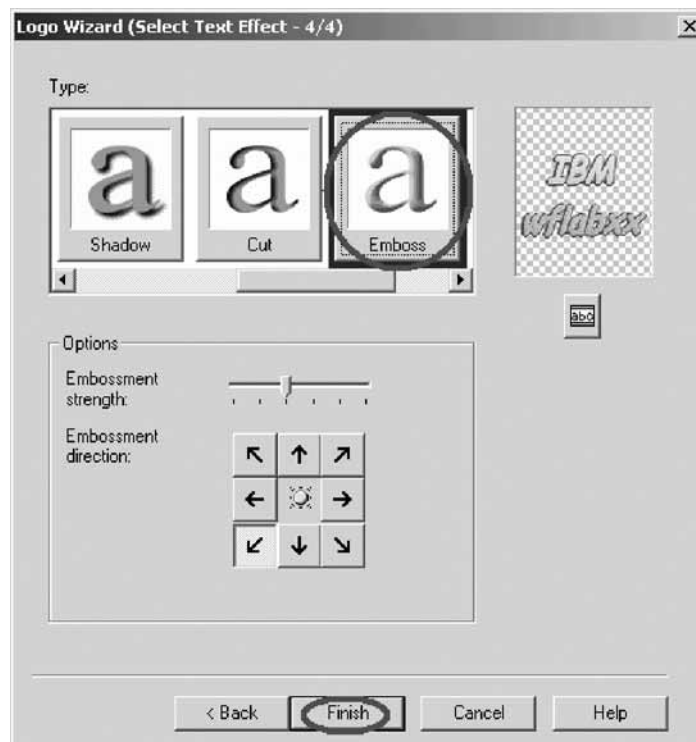 Logo Wizard (Select Text Effect - 4/4)
Type:
a a a
Shadow Cut Emboss
IBM
wflabxx
abc
Options
Embossment
strength:
Embossment
direction:
< Back Finish Cancel Help